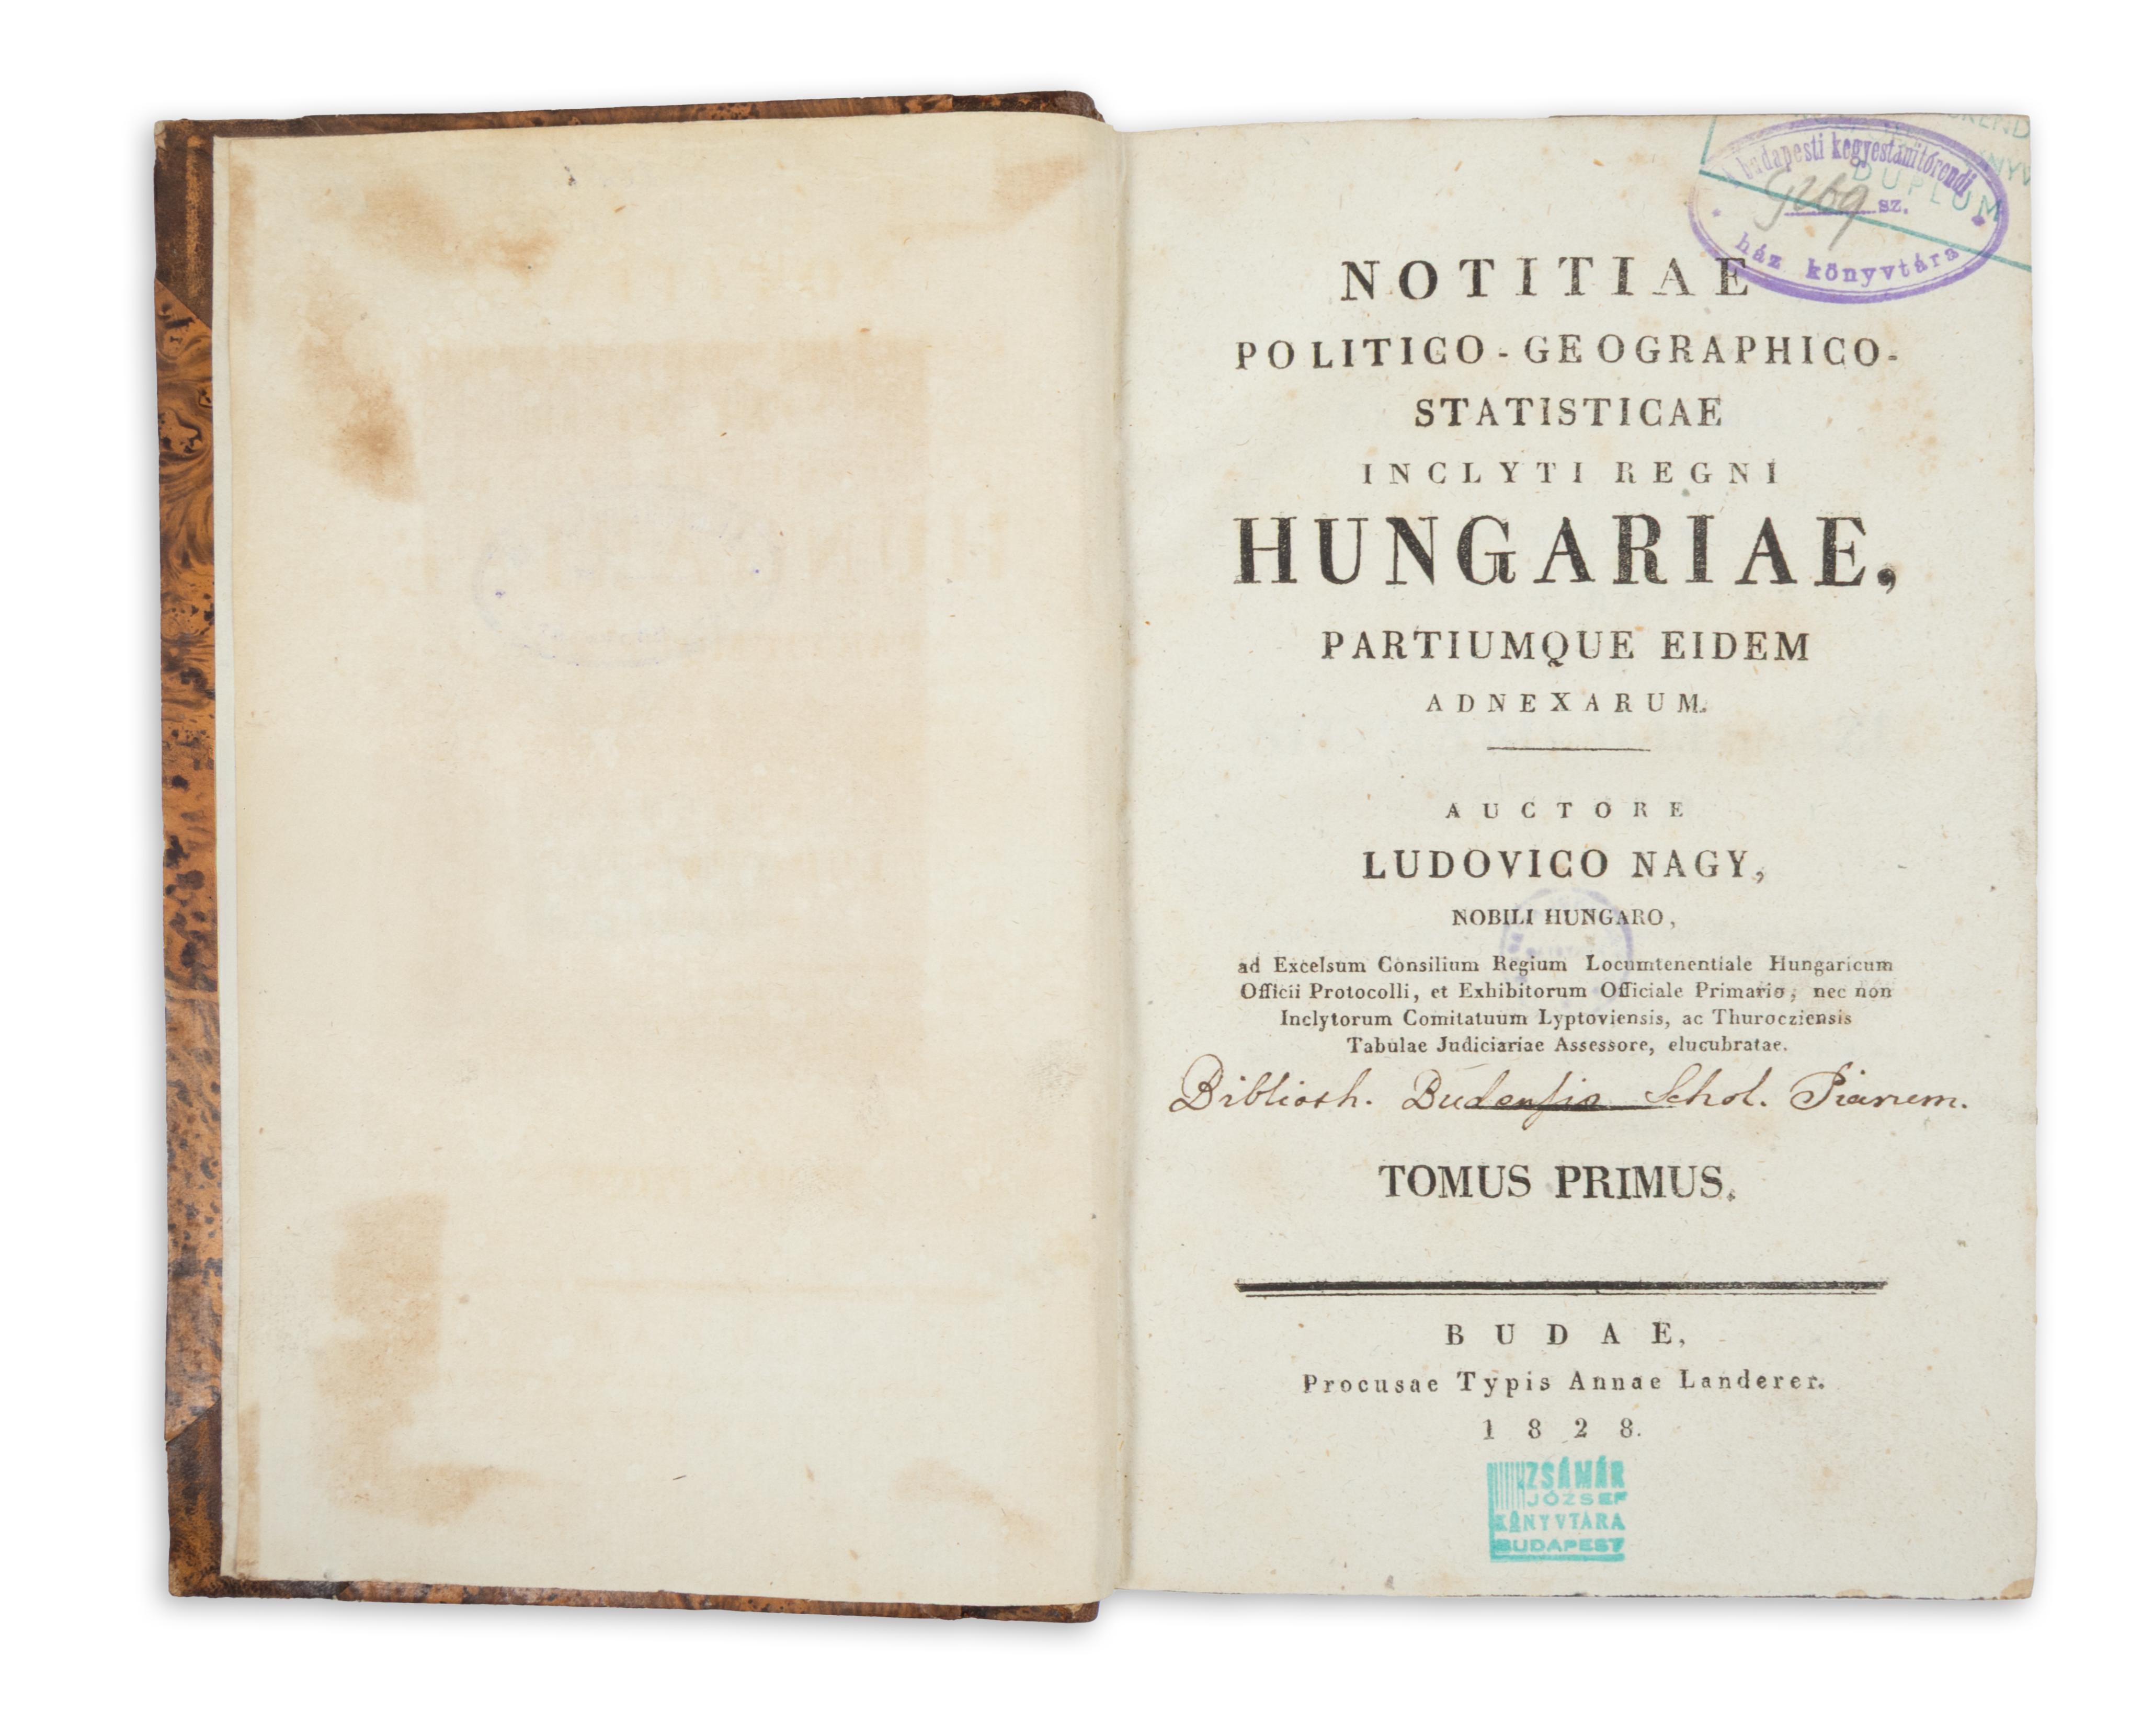 DUPLUM
budapesti kegyestanitórendi
9269 sz.
ház könyvtára
NOTITIAE
POLITICO-GEOGRAPHICO-
STATISTICAE
INCLYTI REGNI
HUNGARIAE,
PARTIUMQUE EIDEM
ADNEXARUM.
AUCTORE
LUDOVICO NAGY,
NOBILI HUNGARO,
ad Excelsum Consilium Regium Locumtenentiale Hungaricum
Officii Protocolli, et Exhibitorum Officiale Primario, nec non
Inclytorum Comitatuum Lyptoviensis, ac Thurocziensis
Tabulae Judiciariae Assessore, elucubratae.
Biblioth. Budensis Schol. Piarum.
TOMUS PRIMUS.
BUDAE,
Procusae Typis Annae Landerer.
1828.
ZSÁMÁR
JÓZSEF
KÖNYVTÁRA
BUDAPEST